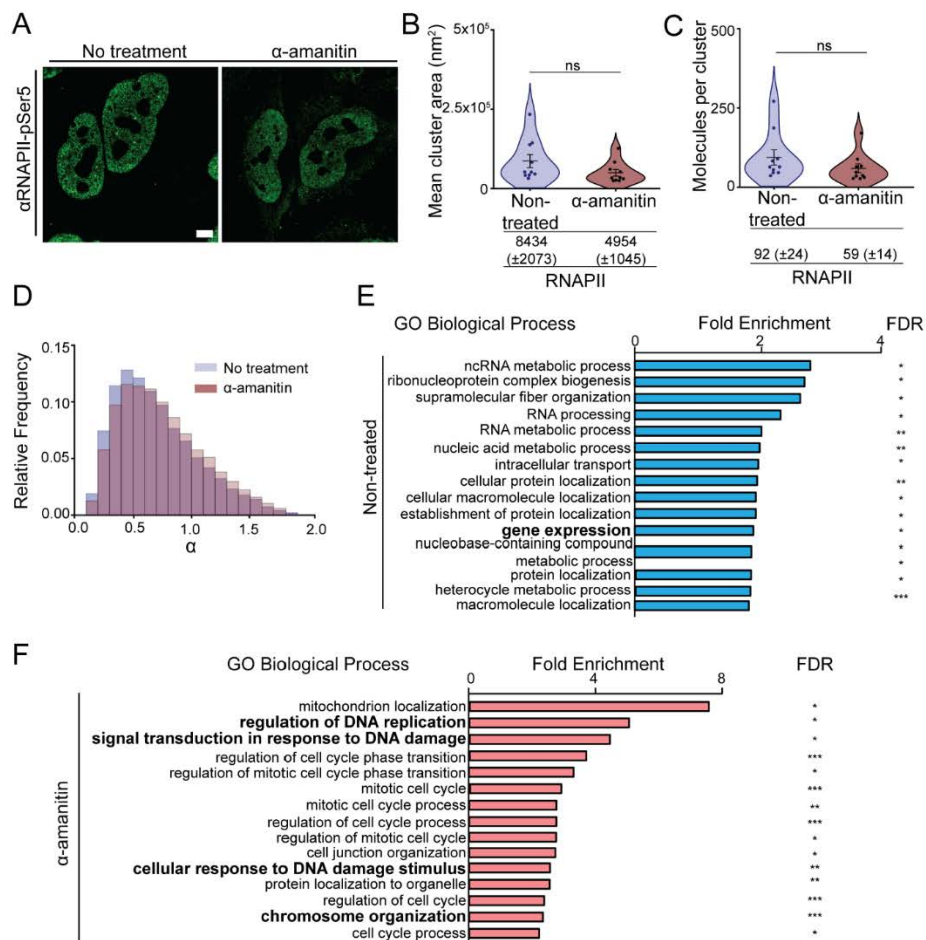 A
No treatment
α-amanitin
αRNAPII-pSer5
B
Mean cluster area (nm²)
5x10⁵
2.5x10⁵
0
ns
Non-
treated
α-amanitin
8434
(±2073)
4954
(±1045)
RNAPII
C
Molecules per cluster
500
250
0
ns
Non-
treated
α-amanitin
92 (±24)
59 (±14)
RNAPII
D
Relative Frequency
0.15
0.10
0.05
0.00
No treatment
α-amanitin
0.0 0.5 1.0 1.5 2.0
α
E
GO Biological Process
Fold Enrichment
FDR
0 2 4
Non-treated
ncRNA metabolic process *
ribonucleoprotein complex biogenesis *
supramolecular fiber organization *
RNA processing *
RNA metabolic process **
nucleic acid metabolic process **
intracellular transport *
cellular protein localization **
cellular macromolecule localization *
establishment of protein localization *
gene expression *
nucleobase-containing compound *
metabolic process *
protein localization *
heterocycle metabolic process ***
macromolecule localization
F
GO Biological Process
Fold Enrichment
FDR
0 4 8
α-amanitin
mitochondrion localization *
regulation of DNA replication *
signal transduction in response to DNA damage *
regulation of cell cycle phase transition ***
regulation of mitotic cell cycle phase transition *
mitotic cell cycle ***
mitotic cell cycle process **
regulation of cell cycle process ***
regulation of mitotic cell cycle *
cell junction organization *
cellular response to DNA damage stimulus **
protein localization to organelle **
regulation of cell cycle ***
chromosome organization ***
cell cycle process *